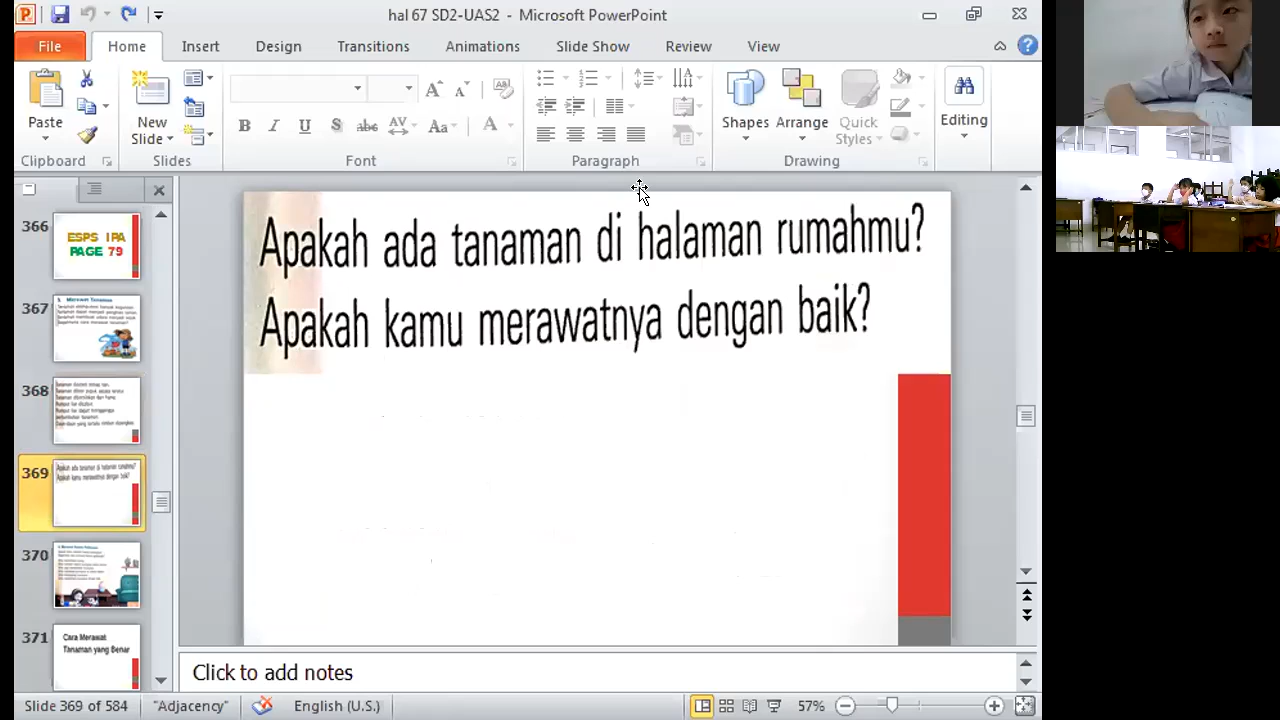 hal 67 SD2-UAS2 - Microsoft PowerPoint
File Home Insert Design Transitions Animations Slide Show Review View
Paste New Slide Shapes Arrange Quick Styles Editing
B I U S abc AV Aa A
Clipboard Slides Font Paragraph Drawing
366
ESPS IPA
PAGE 79
367
368
369
370
371
Cara Merawat
Tanaman yang Benar
Apakah ada tanaman di halaman rumahmu?
Apakah kamu merawatnya dengan baik?
Click to add notes
Slide 369 of 584 "Adjacency" English (U.S.) 57%